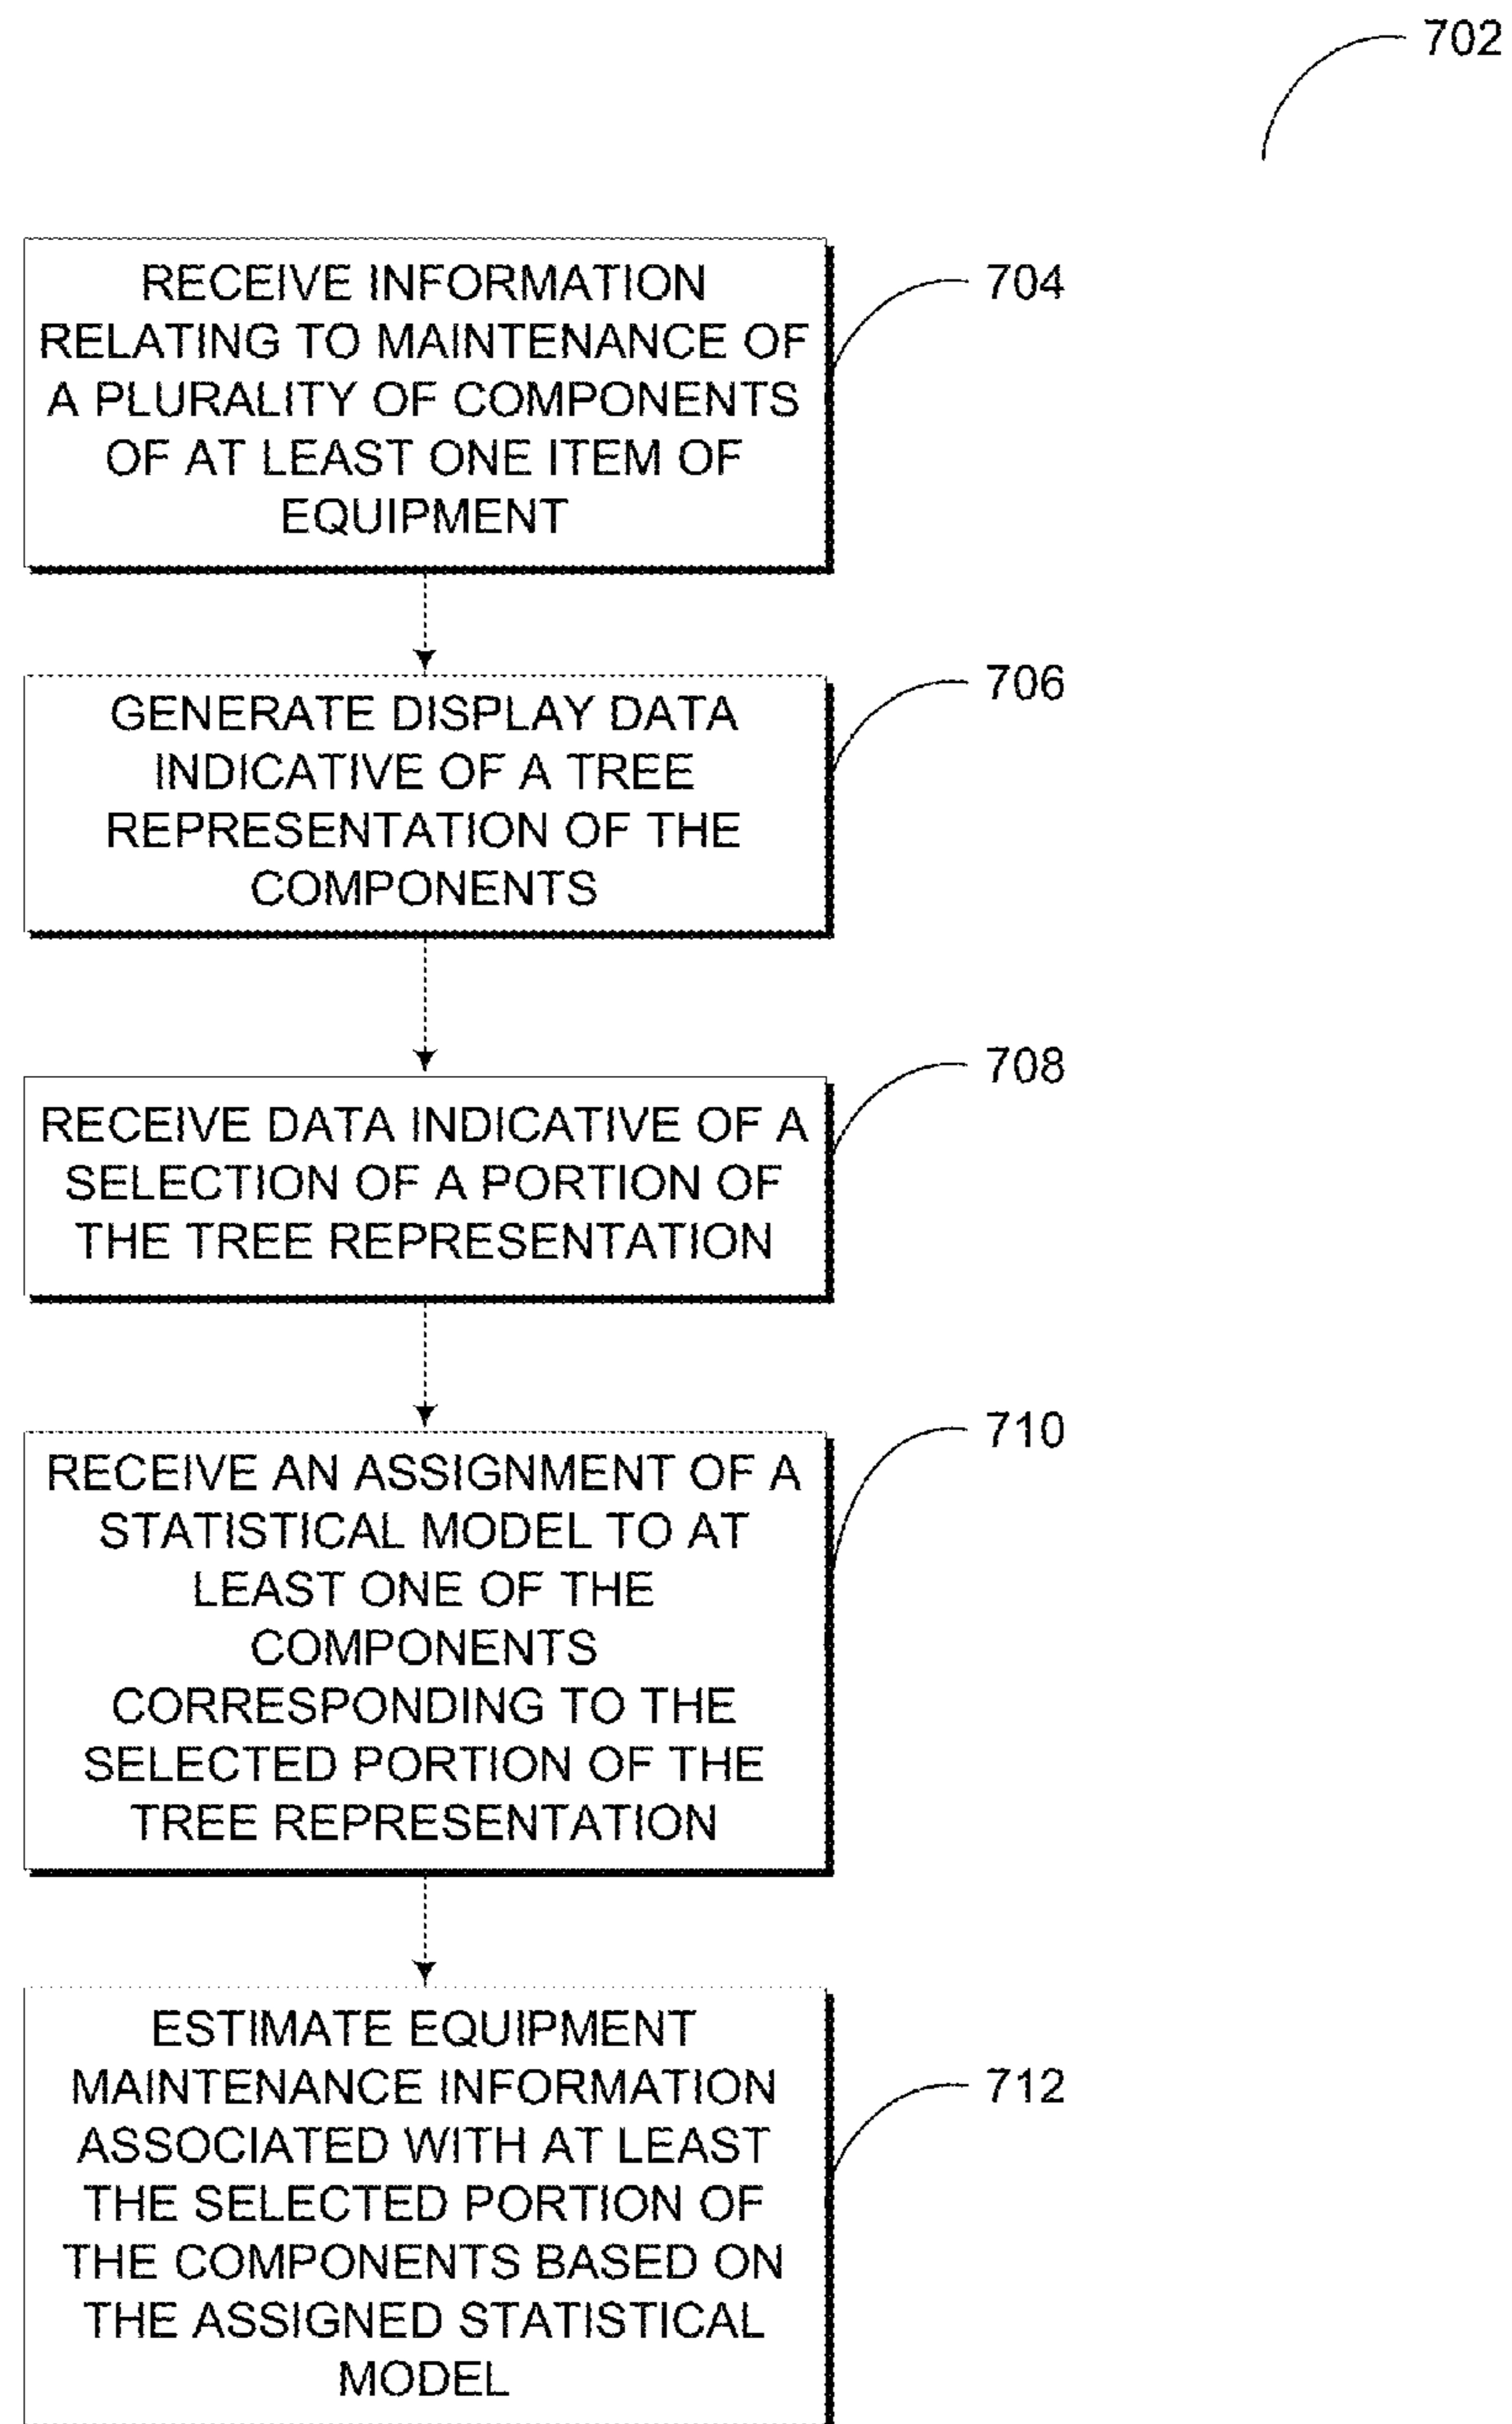 702
RECEIVE INFORMATION
RELATING TO MAINTENANCE OF
A PLURALITY OF COMPONENTS
OF AT LEAST ONE ITEM OF
EQUIPMENT
704
GENERATE DISPLAY DATA
INDICATIVE OF A TREE
REPRESENTATION OF THE
COMPONENTS
706
RECEIVE DATA INDICATIVE OF A
SELECTION OF A PORTION OF
THE TREE REPRESENTATION
708
RECEIVE AN ASSIGNMENT OF A
STATISTICAL MODEL TO AT
LEAST ONE OF THE
COMPONENTS
CORRESPONDING TO THE
SELECTED PORTION OF THE
TREE REPRESENTATION
710
ESTIMATE EQUIPMENT
MAINTENANCE INFORMATION
ASSOCIATED WITH AT LEAST
THE SELECTED PORTION OF
THE COMPONENTS BASED ON
THE ASSIGNED STATISTICAL
MODEL
712